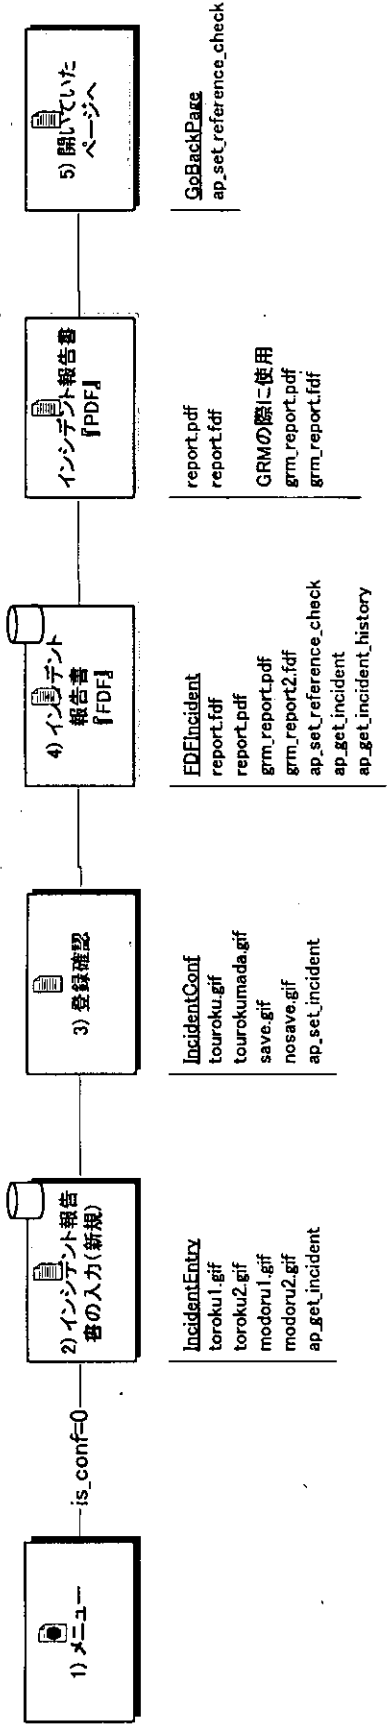 1) メニュー
is_conf=0
2) インシデント報告
書の入力(新規)
IncidentEntry
toroku1.gif
toroku2.gif
modoru1.gif
modoru2.gif
ap_get_incident
3) 登録確認
IncidentConf
touroku.gif
tourokumada.gif
save.gif
nosave.gif
ap_set_incident
4) インシデント
報告書
『FDF』
FDFIncident
report.fdf
report.pdf
grm_report.pdf
grm_report2.fdf
ap_set_reference_check
ap_get_incident
ap_get_incident_history
インシデント報告書
『PDF』
report.pdf
report.fdf
GRMの際に使用
grm_report.pdf
grm_report.fdf
5) 開いていた
ページへ
GoBackPage
ap_set_reference_check